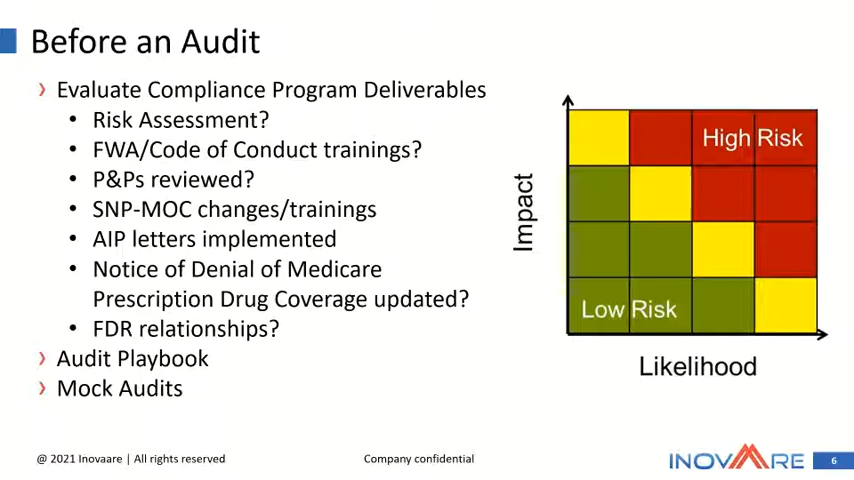 Before an Audit
› Evaluate Compliance Program Deliverables
• Risk Assessment?
• FWA/Code of Conduct trainings?
• P&Ps reviewed?
• SNP-MOC changes/trainings
• AIP letters implemented
• Notice of Denial of Medicare
Prescription Drug Coverage updated?
• FDR relationships?
› Audit Playbook
› Mock Audits
High Risk
Impact
Low Risk
Likelihood
@ 2021 Inovaare | All rights reserved
Company confidential
INOVAARE
6